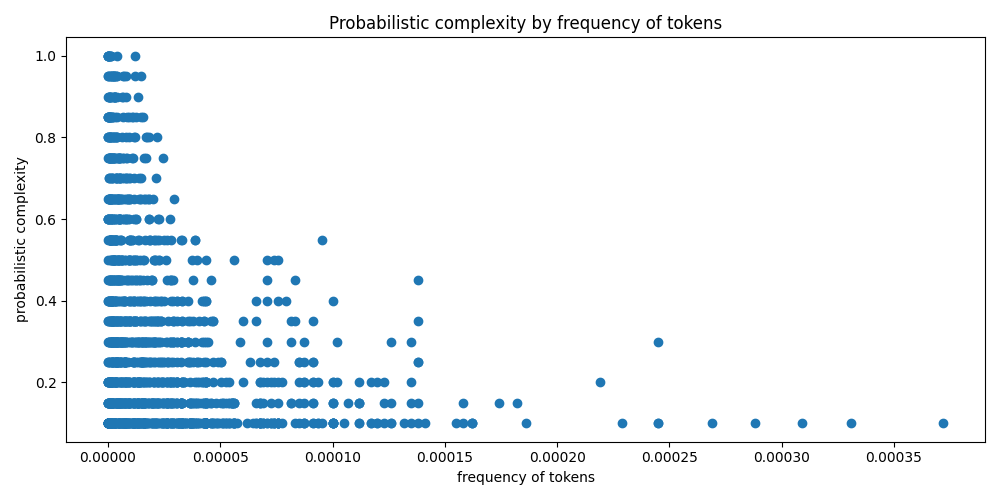 Probabilistic complexity by frequency of tokens
probabilistic complexity
1.0
0.8
0.6
0.4
0.2
0.00000 0.00005 0.00010 0.00015 0.00020 0.00025 0.00030 0.00035
frequency of tokens